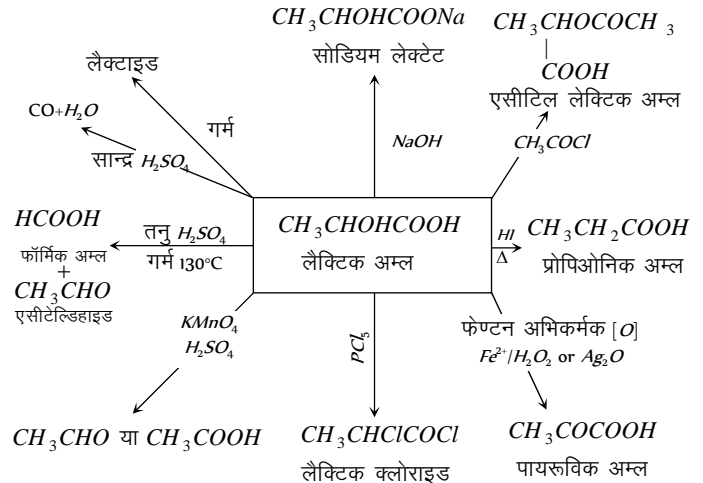 CH₃CHOHCOONa
सोडियम लेक्टेट
CH₃CHOCOCH₃
|
COOH
एसीटिल लेक्टिक अम्ल
लैक्टाइड
गर्म
CO+H₂O
सान्द्र H₂SO₄
NaOH
CH₃COCl
CH₃CHOHCOOH
लैक्टिक अम्ल
HCOOH
फॉर्मिक अम्ल
+
CH₃CHO
एसीटेल्डिहाइड
तनु H₂SO₄
गर्म 130°C
HI
Δ
CH₃CH₂COOH
प्रोपिओनिक अम्ल
KMnO₄
H₂SO₄
PCl₅
फेण्टन अभिकर्मक [O]
Fe²⁺/H₂O₂ or Ag₂O
CH₃CHO या CH₃COOH
CH₃CHClCOCl
लैक्टिक क्लोराइड
CH₃COCOOH
पायरूविक अम्ल